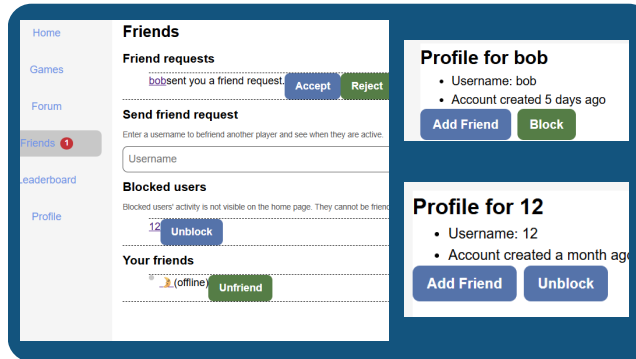 Home
Games
Forum
Friends 1
Leaderboard
Profile
Friends
Friend requests
bobsent you a friend request. Accept Reject
Send friend request
Enter a username to befriend another player and see when they are active.
Username
Blocked users
Blocked users' activity is not visible on the home page. They cannot be
12 Unblock
Your friends
(offline) Unfriend
Profile for bob
Username: bob
Account created 5 days ago
Add Friend Block
Profile for 12
Username: 12
Account created a month ago
Add Friend Unblock